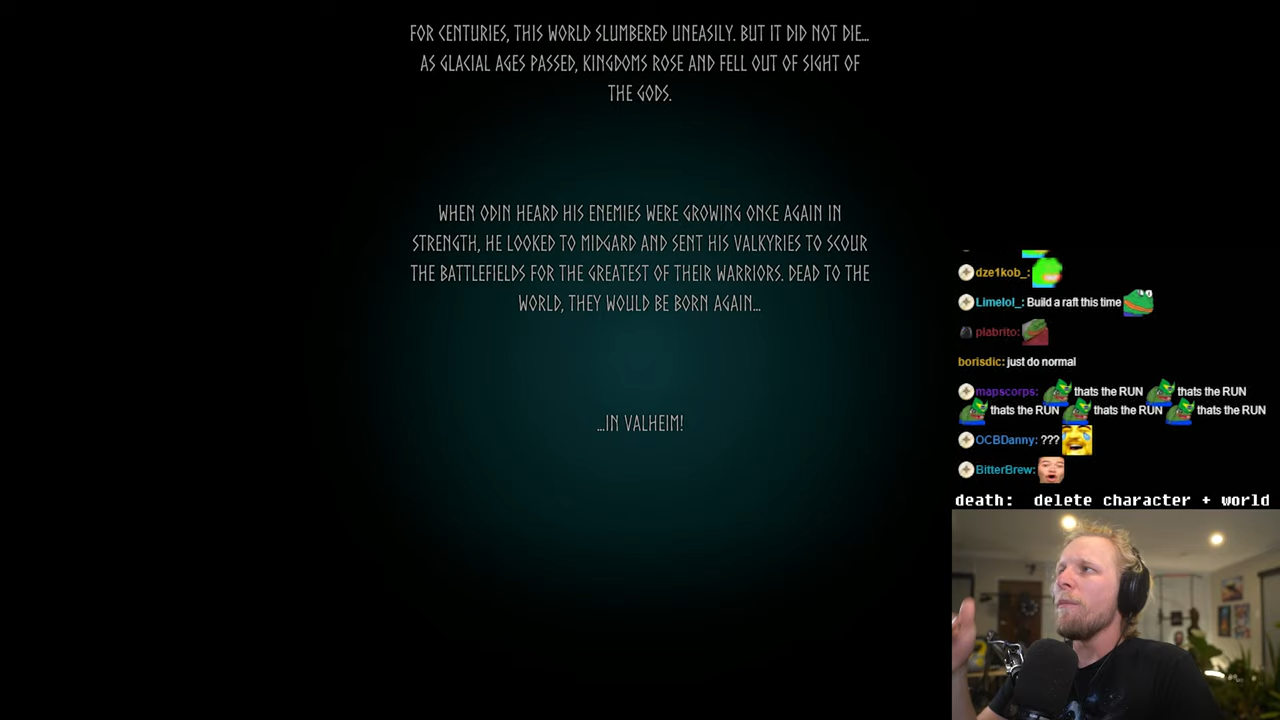 FOR CENTURIES, THIS WORLD SLUMBERED UNEASILY. BUT IT DID NOT DIE...
AS GLACIAL AGES PASSED, KINGDOMS ROSE AND FELL OUT OF SIGHT OF
THE GODS.
WHEN ODIN HEARD HIS ENEMIES WERE GROWING ONCE AGAIN IN
STRENGTH, HE LOOKED TO MIDGARD AND SENT HIS VALKYRIES TO SCOUR
THE BATTLEFIELDS FOR THE GREATEST OF THEIR WARRIORS. DEAD TO THE
WORLD, THEY WOULD BE BORN AGAIN...
...IN VALHEIM!
dze1kob_:
Limelol_: Build a raft this time
plabrito:
borisdic: just do normal
mapscorps: thats the RUN thats the RUN
thats the RUN thats the RUN thats the RUN
OCBDanny: ???
BitterBrew:
death: delete character + world